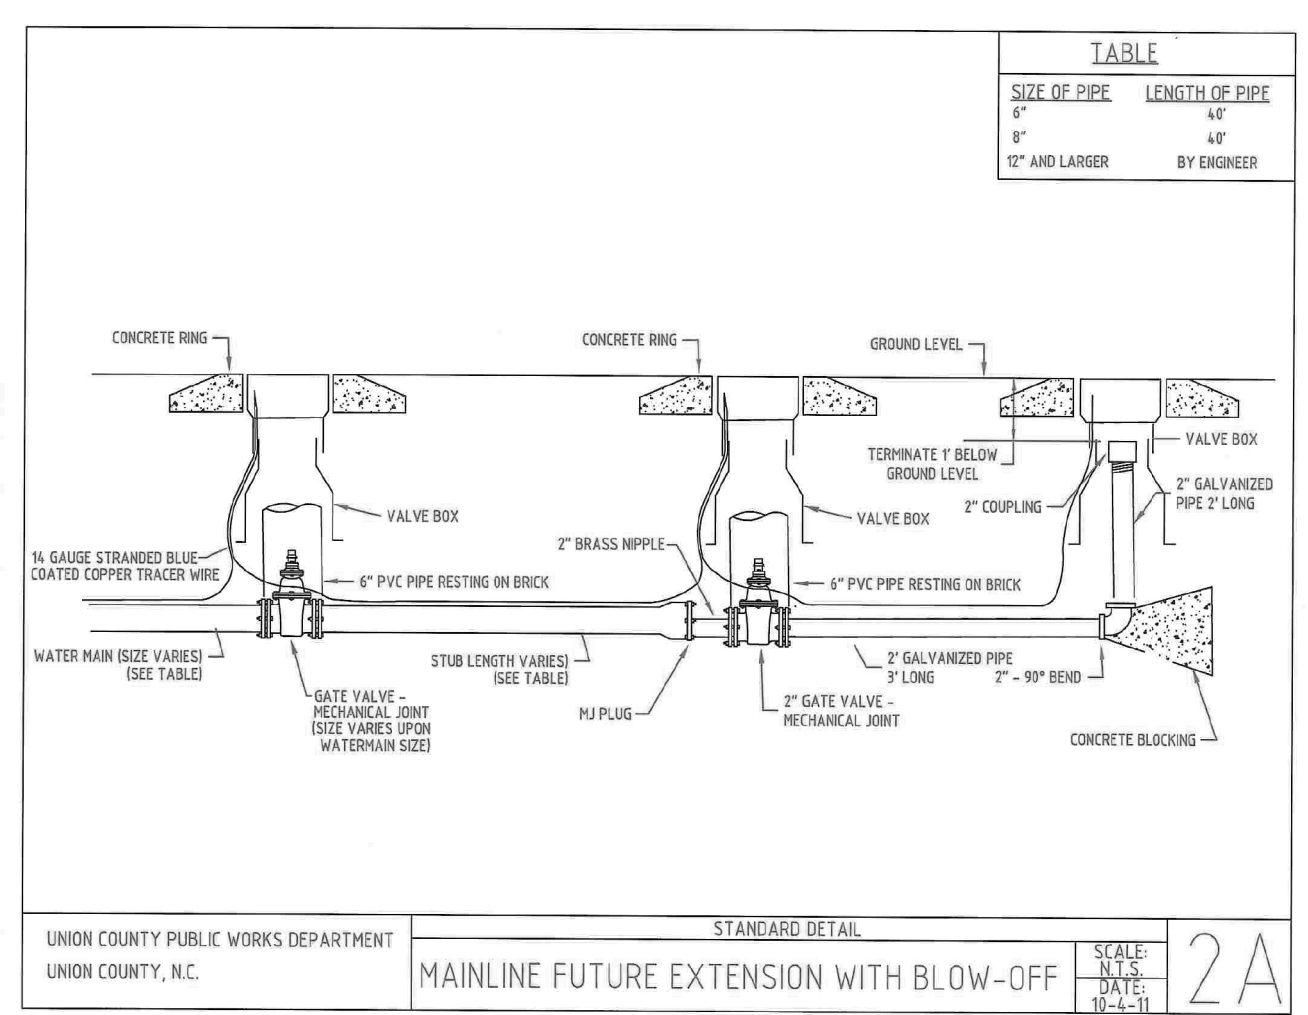 TABLE
SIZE OF PIPE LENGTH OF PIPE
6" 40'
8" 40'
12" AND LARGER BY ENGINEER
CONCRETE RING
CONCRETE RING
GROUND LEVEL
VALVE BOX
TERMINATE 1' BELOW
GROUND LEVEL
2" GALVANIZED
PIPE 2' LONG
2" COUPLING
VALVE BOX
VALVE BOX
2" BRASS NIPPLE
14 GAUGE STRANDED BLUE
COATED COPPER TRACER WIRE
6" PVC PIPE RESTING ON BRICK
6" PVC PIPE RESTING ON BRICK
WATER MAIN (SIZE VARIES)
(SEE TABLE)
STUB LENGTH VARIES)
(SEE TABLE)
2' GALVANIZED PIPE
3' LONG
2" - 90° BEND
GATE VALVE -
MECHANICAL JOINT
(SIZE VARIES UPON
WATERMAIN SIZE)
MJ PLUG
2" GATE VALVE -
MECHANICAL JOINT
CONCRETE BLOCKING
UNION COUNTY PUBLIC WORKS DEPARTMENT
UNION COUNTY, N.C.
STANDARD DETAIL
MAINLINE FUTURE EXTENSION WITH BLOW-OFF
SCALE:
N.T.S.
DATE:
10-4-11
2A